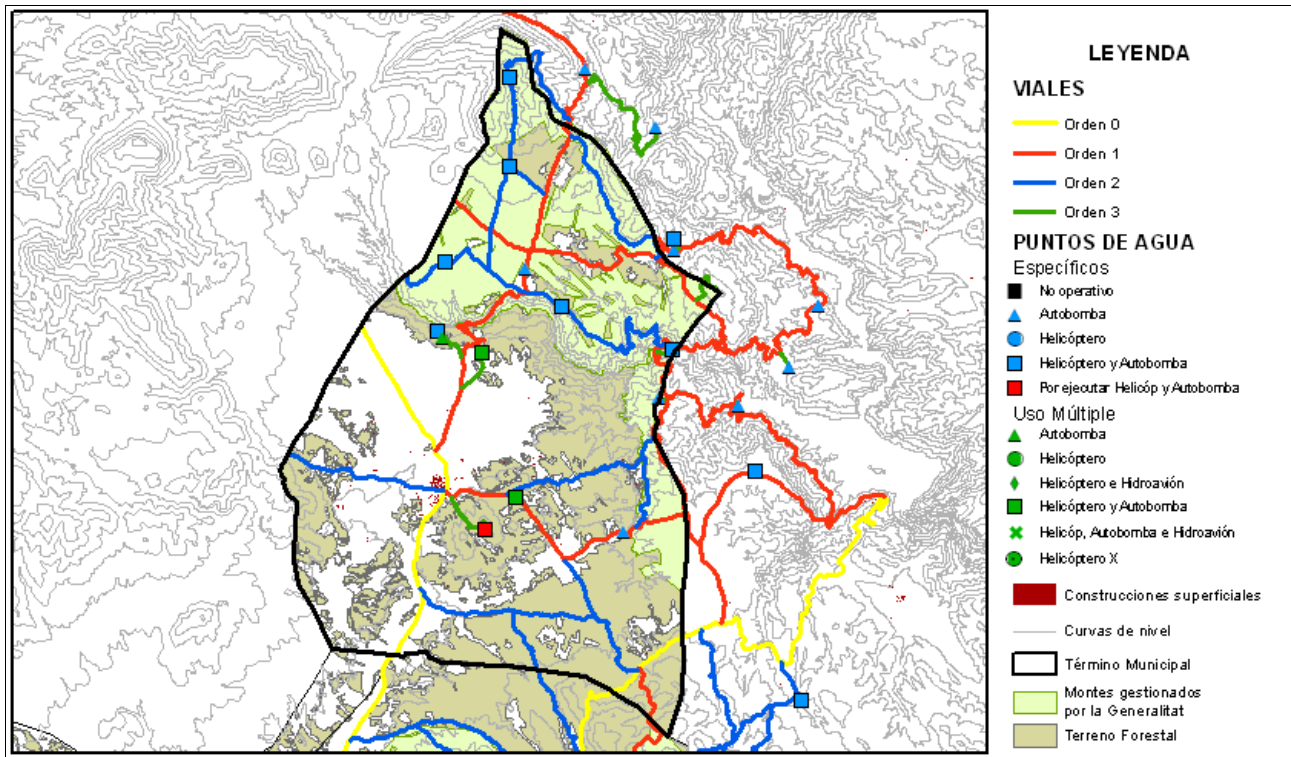 LEYENDA
VIALES
Orden 0
Orden 1
Orden 2
Orden 3
PUNTOS DE AGUA
Específicos
No operativo
Autobomba
Helicóptero
Helicóptero y Autobomba
Por ejecutar Helicóp y Autobomba
Uso Múltiple
Autobomba
Helicóptero
Helicóptero e Hidroavión
Helicóptero y Autobomba
Helicóp, Autobomba e Hidroavión
Helicóptero X
Construcciones superficiales
Curvas de nivel
Término Municipal
Montes gestionados
por la Generalitat
Terreno Forestal